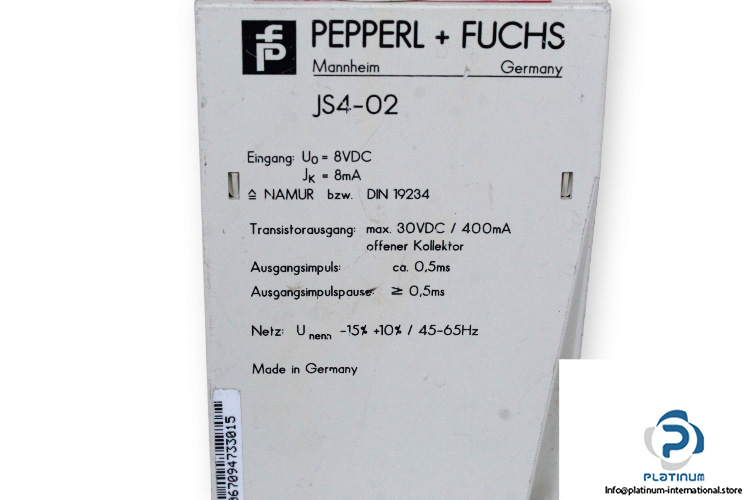 PEPPERL + FUCHS
Mannheim Germany
JS4-02
Eingang: U₀ = 8VDC
Jκ = 8mA
≙ NAMUR bzw. DIN 19234
Transistorausgang: max. 30VDC / 400mA
offener Kollektor
Ausgangsimpuls: ca. 0,5ms
Ausgangsimpulspause: ≥ 0,5ms
Netz: U nenn -15% +10% / 45-65Hz
Made in Germany
067094733015
PLATINUM
Info@platinum-international.store